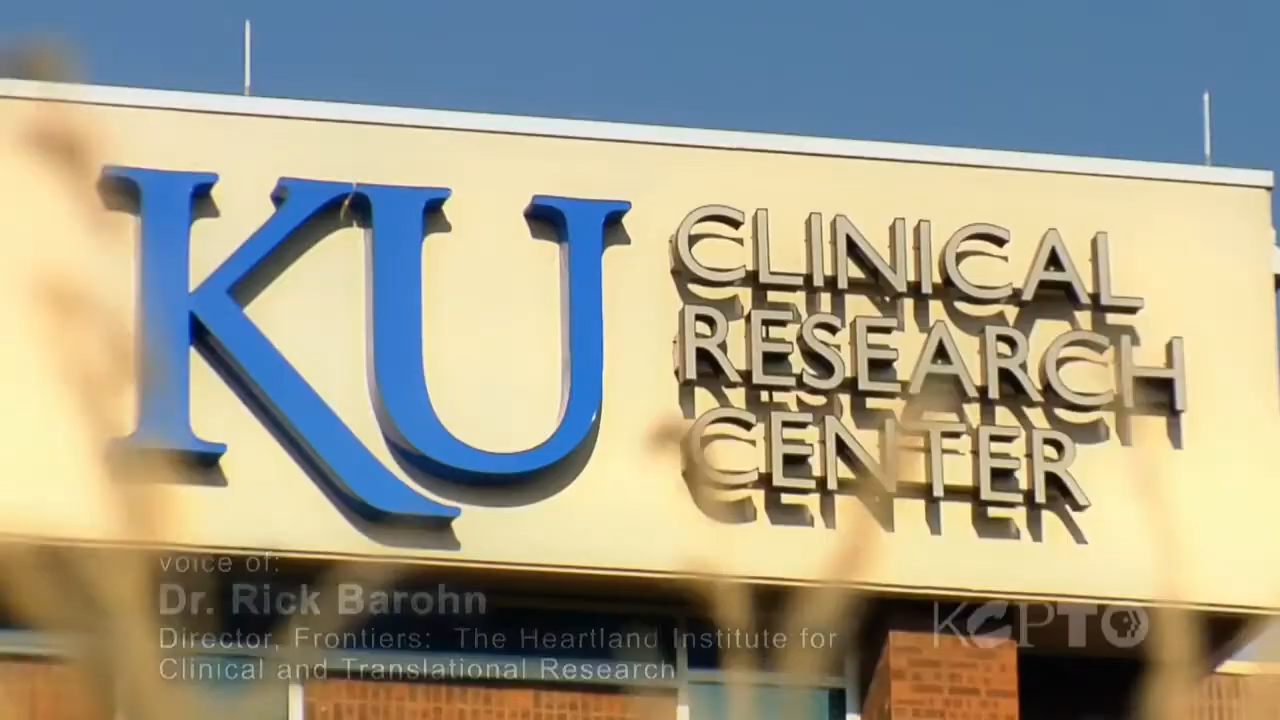 KU
CLINICAL
RESEARCH
CENTER
voice of:
Dr. Rick Barohn
Director, Frontiers: The Heartland Institute for
Clinical and Translational Research
KCPT PBS